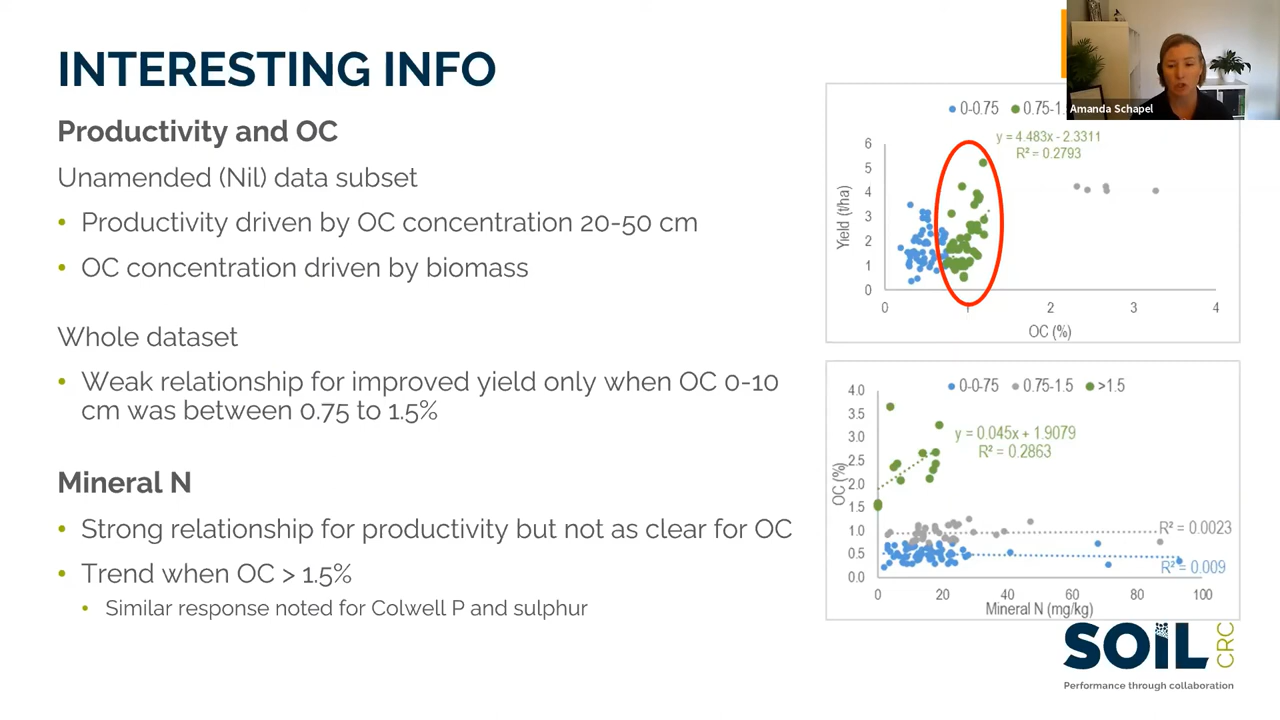 INTERESTING INFO
Productivity and OC
Unamended (Nil) data subset
• Productivity driven by OC concentration 20-50 cm
• OC concentration driven by biomass
Whole dataset
• Weak relationship for improved yield only when OC 0-10
cm was between 0.75 to 1.5%
Mineral N
• Strong relationship for productivity but not as clear for OC
• Trend when OC > 1.5%
• Similar response noted for Colwell P and sulphur
Amanda Schapel
0-0.75 0.75-1.
y = 4.483x - 2.3311
R² = 0.2793
Yield (t/ha)
6
5
4
3
2
1
0
0 1 2 3 4
OC (%)
0-0-75 0.75-1.5 >1.5
y = 0.045x + 1.9079
R² = 0.2863
OC (%)
4.0
3.5
3.0
2.5
2.0
1.5
1.0
0.5
0.0
R² = 0.0023
R² = 0.009
0 20 40 60 80 100
Mineral N (mg/kg)
SOIL CRC
Performance through collaboration